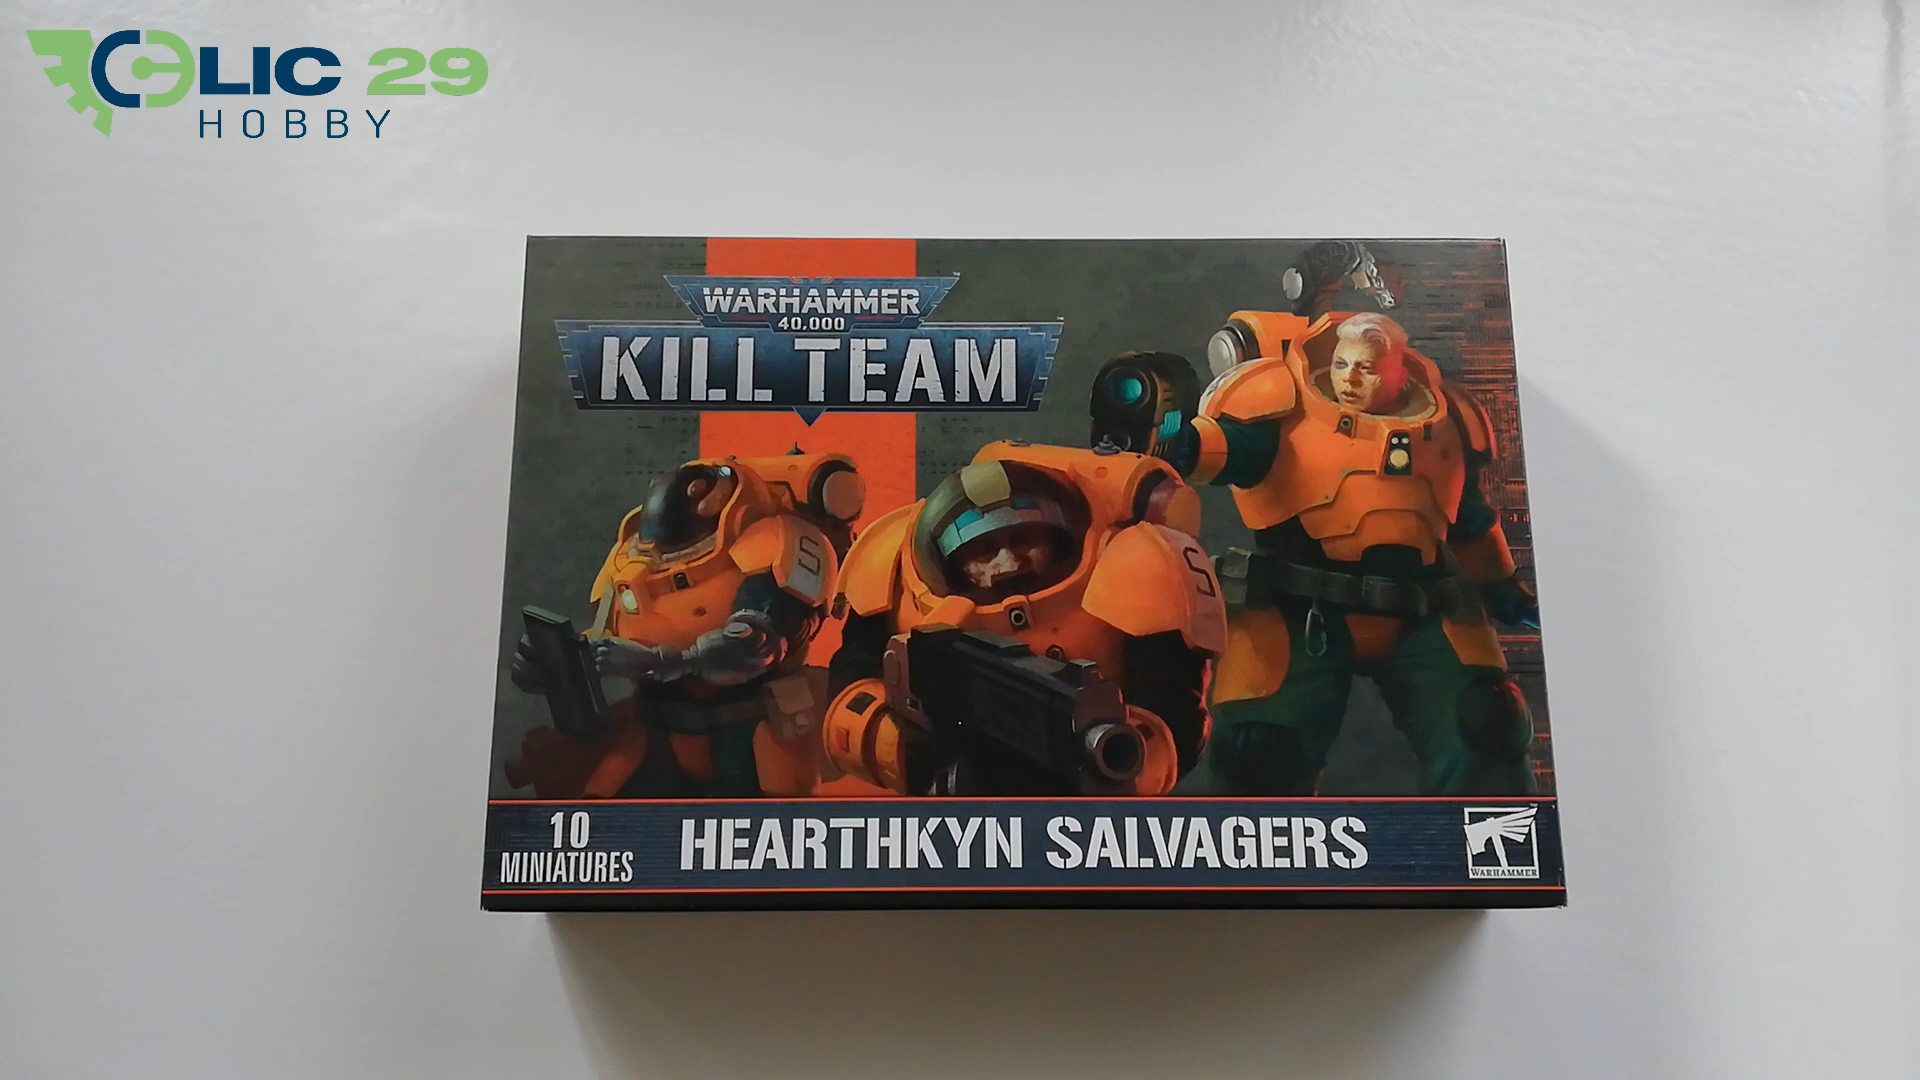 CLIC 29
HOBBY
WARHAMMER
40,000
KILL TEAM
S
S
10
MINIATURES
HEARTHKYN SALVAGERS
WARHAMMER